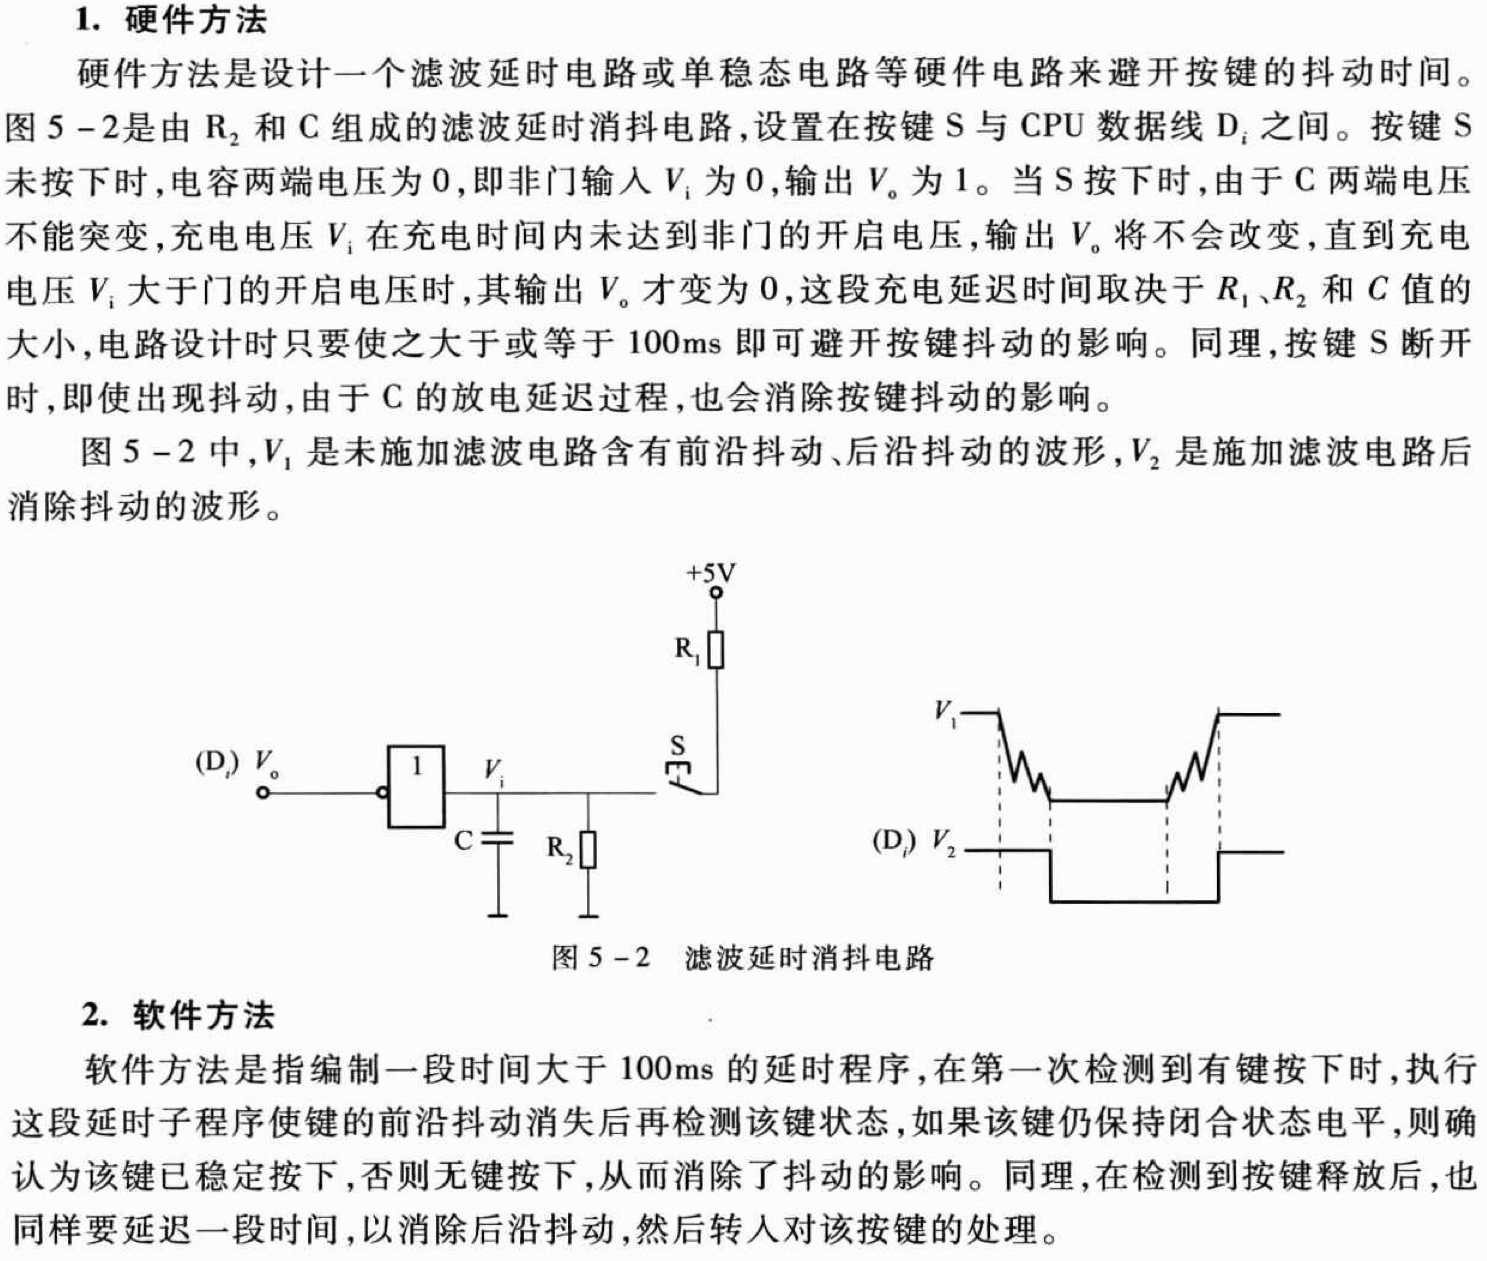 1. 硬件方法
硬件方法是设计一个滤波延时电路或单稳态电路等硬件电路来避开按键的抖动时间。
图 5-2是由 R₂ 和 C 组成的滤波延时消抖电路,设置在按键 S 与 CPU 数据线 Dᵢ 之间。按键 S
未按下时,电容两端电压为 0,即非门输入 Vᵢ 为 0,输出 Vₒ 为 1。当 S 按下时,由于 C 两端电压
不能突变,充电电压 Vᵢ 在充电时间内未达到非门的开启电压,输出 Vₒ 将不会改变,直到充电
电压 Vᵢ 大于门的开启电压时,其输出 Vₒ 才变为 0,这段充电延迟时间取决于 R₁、R₂ 和 C 值的
大小,电路设计时只要使之大于或等于 100ms 即可避开按键抖动的影响。同理,按键 S 断开
时,即使出现抖动,由于 C 的放电延迟过程,也会消除按键抖动的影响。
图 5-2 中,V₁ 是未施加滤波电路含有前沿抖动、后沿抖动的波形,V₂ 是施加滤波电路后
消除抖动的波形。
+5V
R₁
S
(Dᵢ) Vₒ
1
Vᵢ
C
R₂
V₁
(Dᵢ) V₂
图 5-2 滤波延时消抖电路
2. 软件方法
软件方法是指编制一段时间大于 100ms 的延时程序,在第一次检测到有键按下时,执行
这段延时子程序使键的前沿抖动消失后再检测该键状态,如果该键仍保持闭合状态电平,则确
认为该键已稳定按下,否则无键按下,从而消除了抖动的影响。同理,在检测到按键释放后,也
同样要延迟一段时间,以消除后沿抖动,然后转入对该按键的处理。